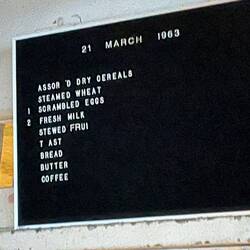 21 MARCH 1963
ASSOR 'D DRY CEREALS
STEAMED WHEAT
1 SCRAMBLED EGGS
2 FRESH MILK
STEWED FRUI
T AST
BREAD
BUTTER
COFFEE